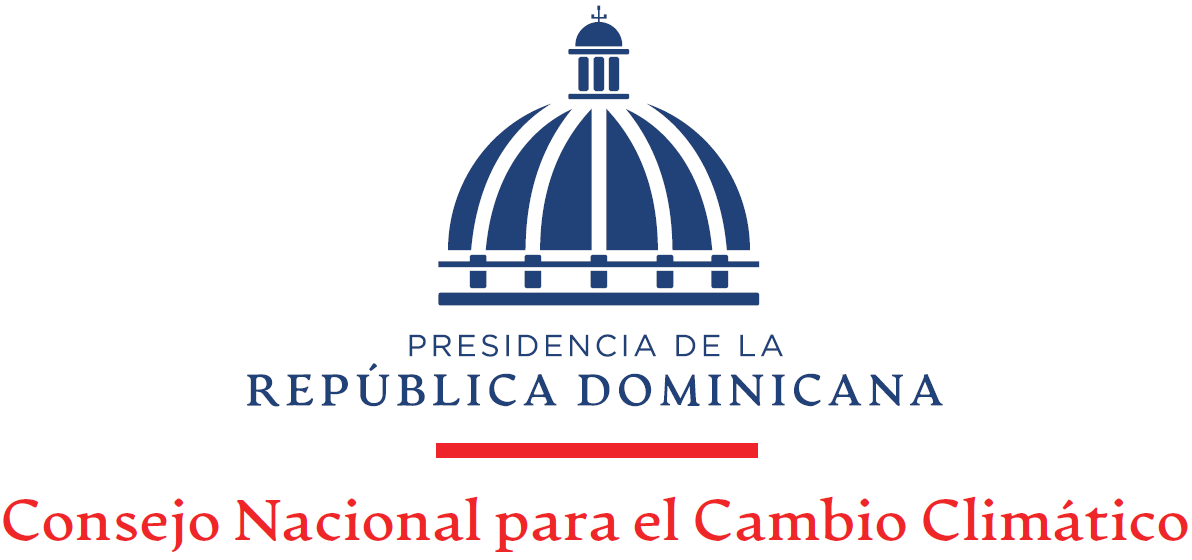 PRESIDENCIA DE LA
REPÚBLICA DOMINICANA
Consejo Nacional para el Cambio Climático